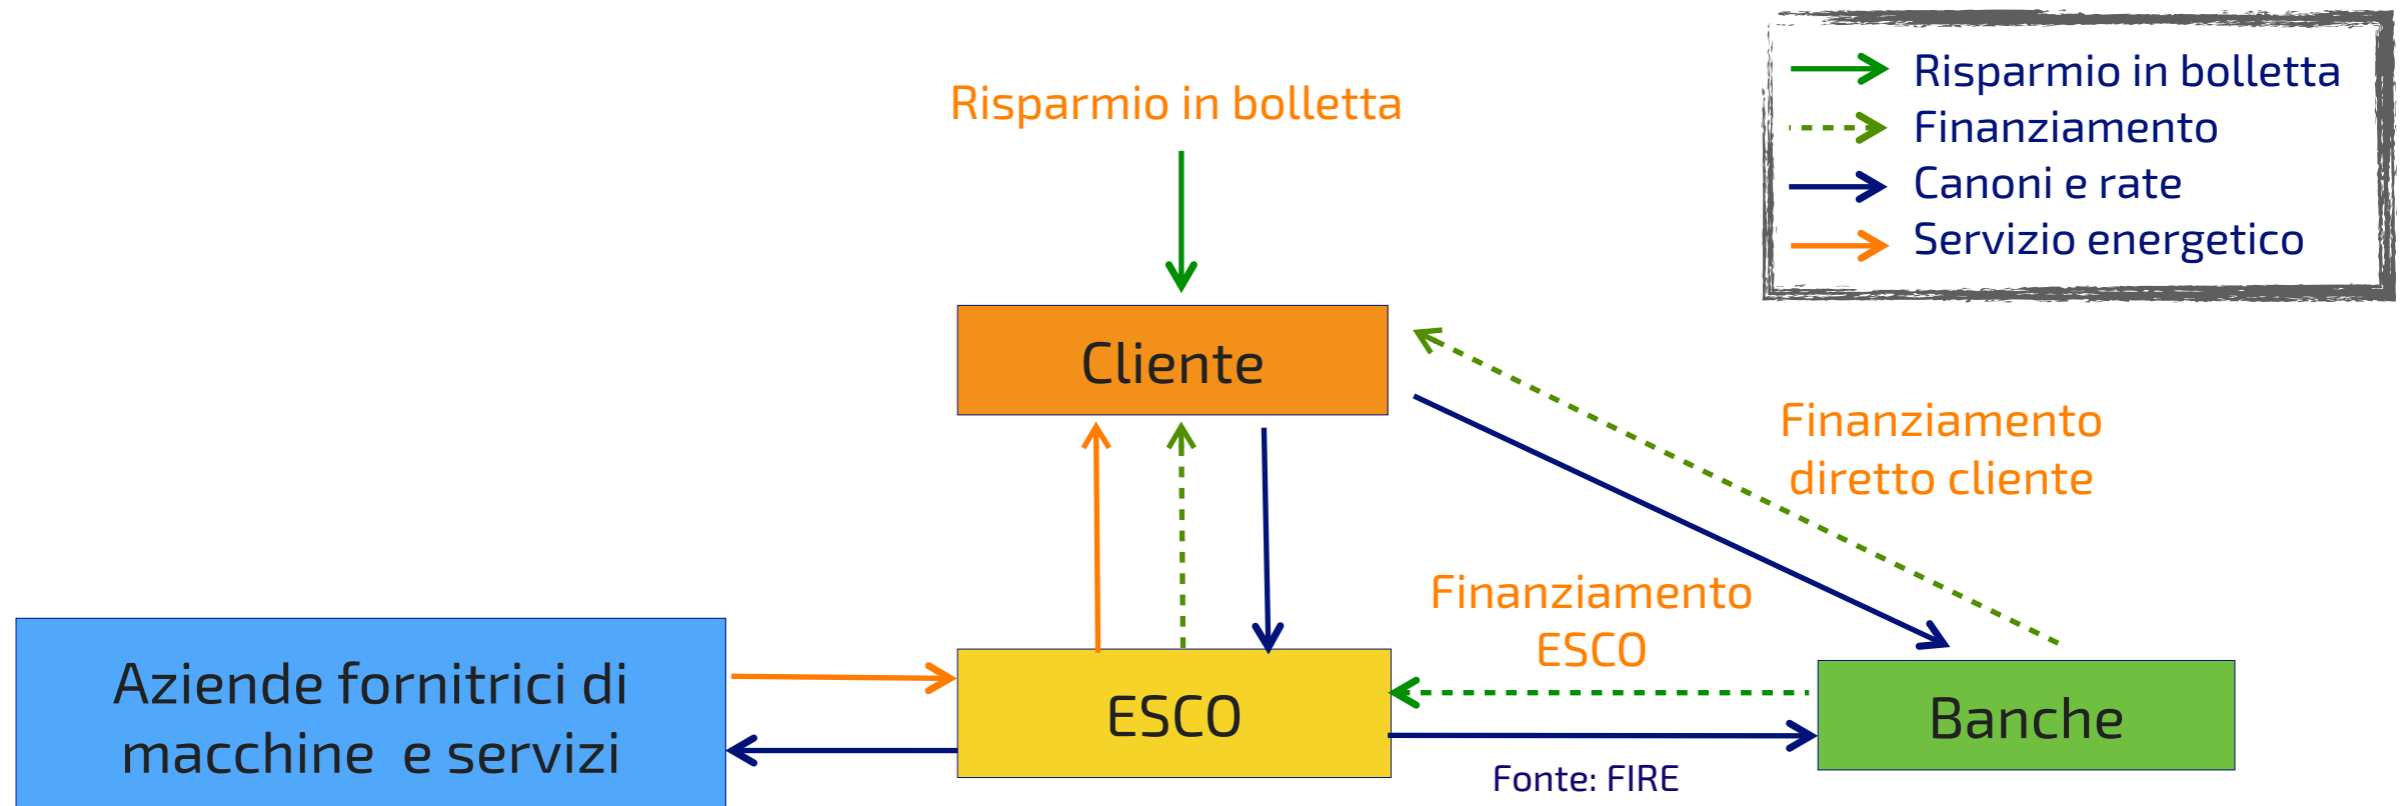 Risparmio in bolletta
Risparmio in bolletta
Finanziamento
Canoni e rate
Servizio energetico
Cliente
Finanziamento
diretto cliente
Finanziamento
ESCO
Aziende fornitrici di
macchine e servizi
ESCO
Banche
Fonte: FIRE